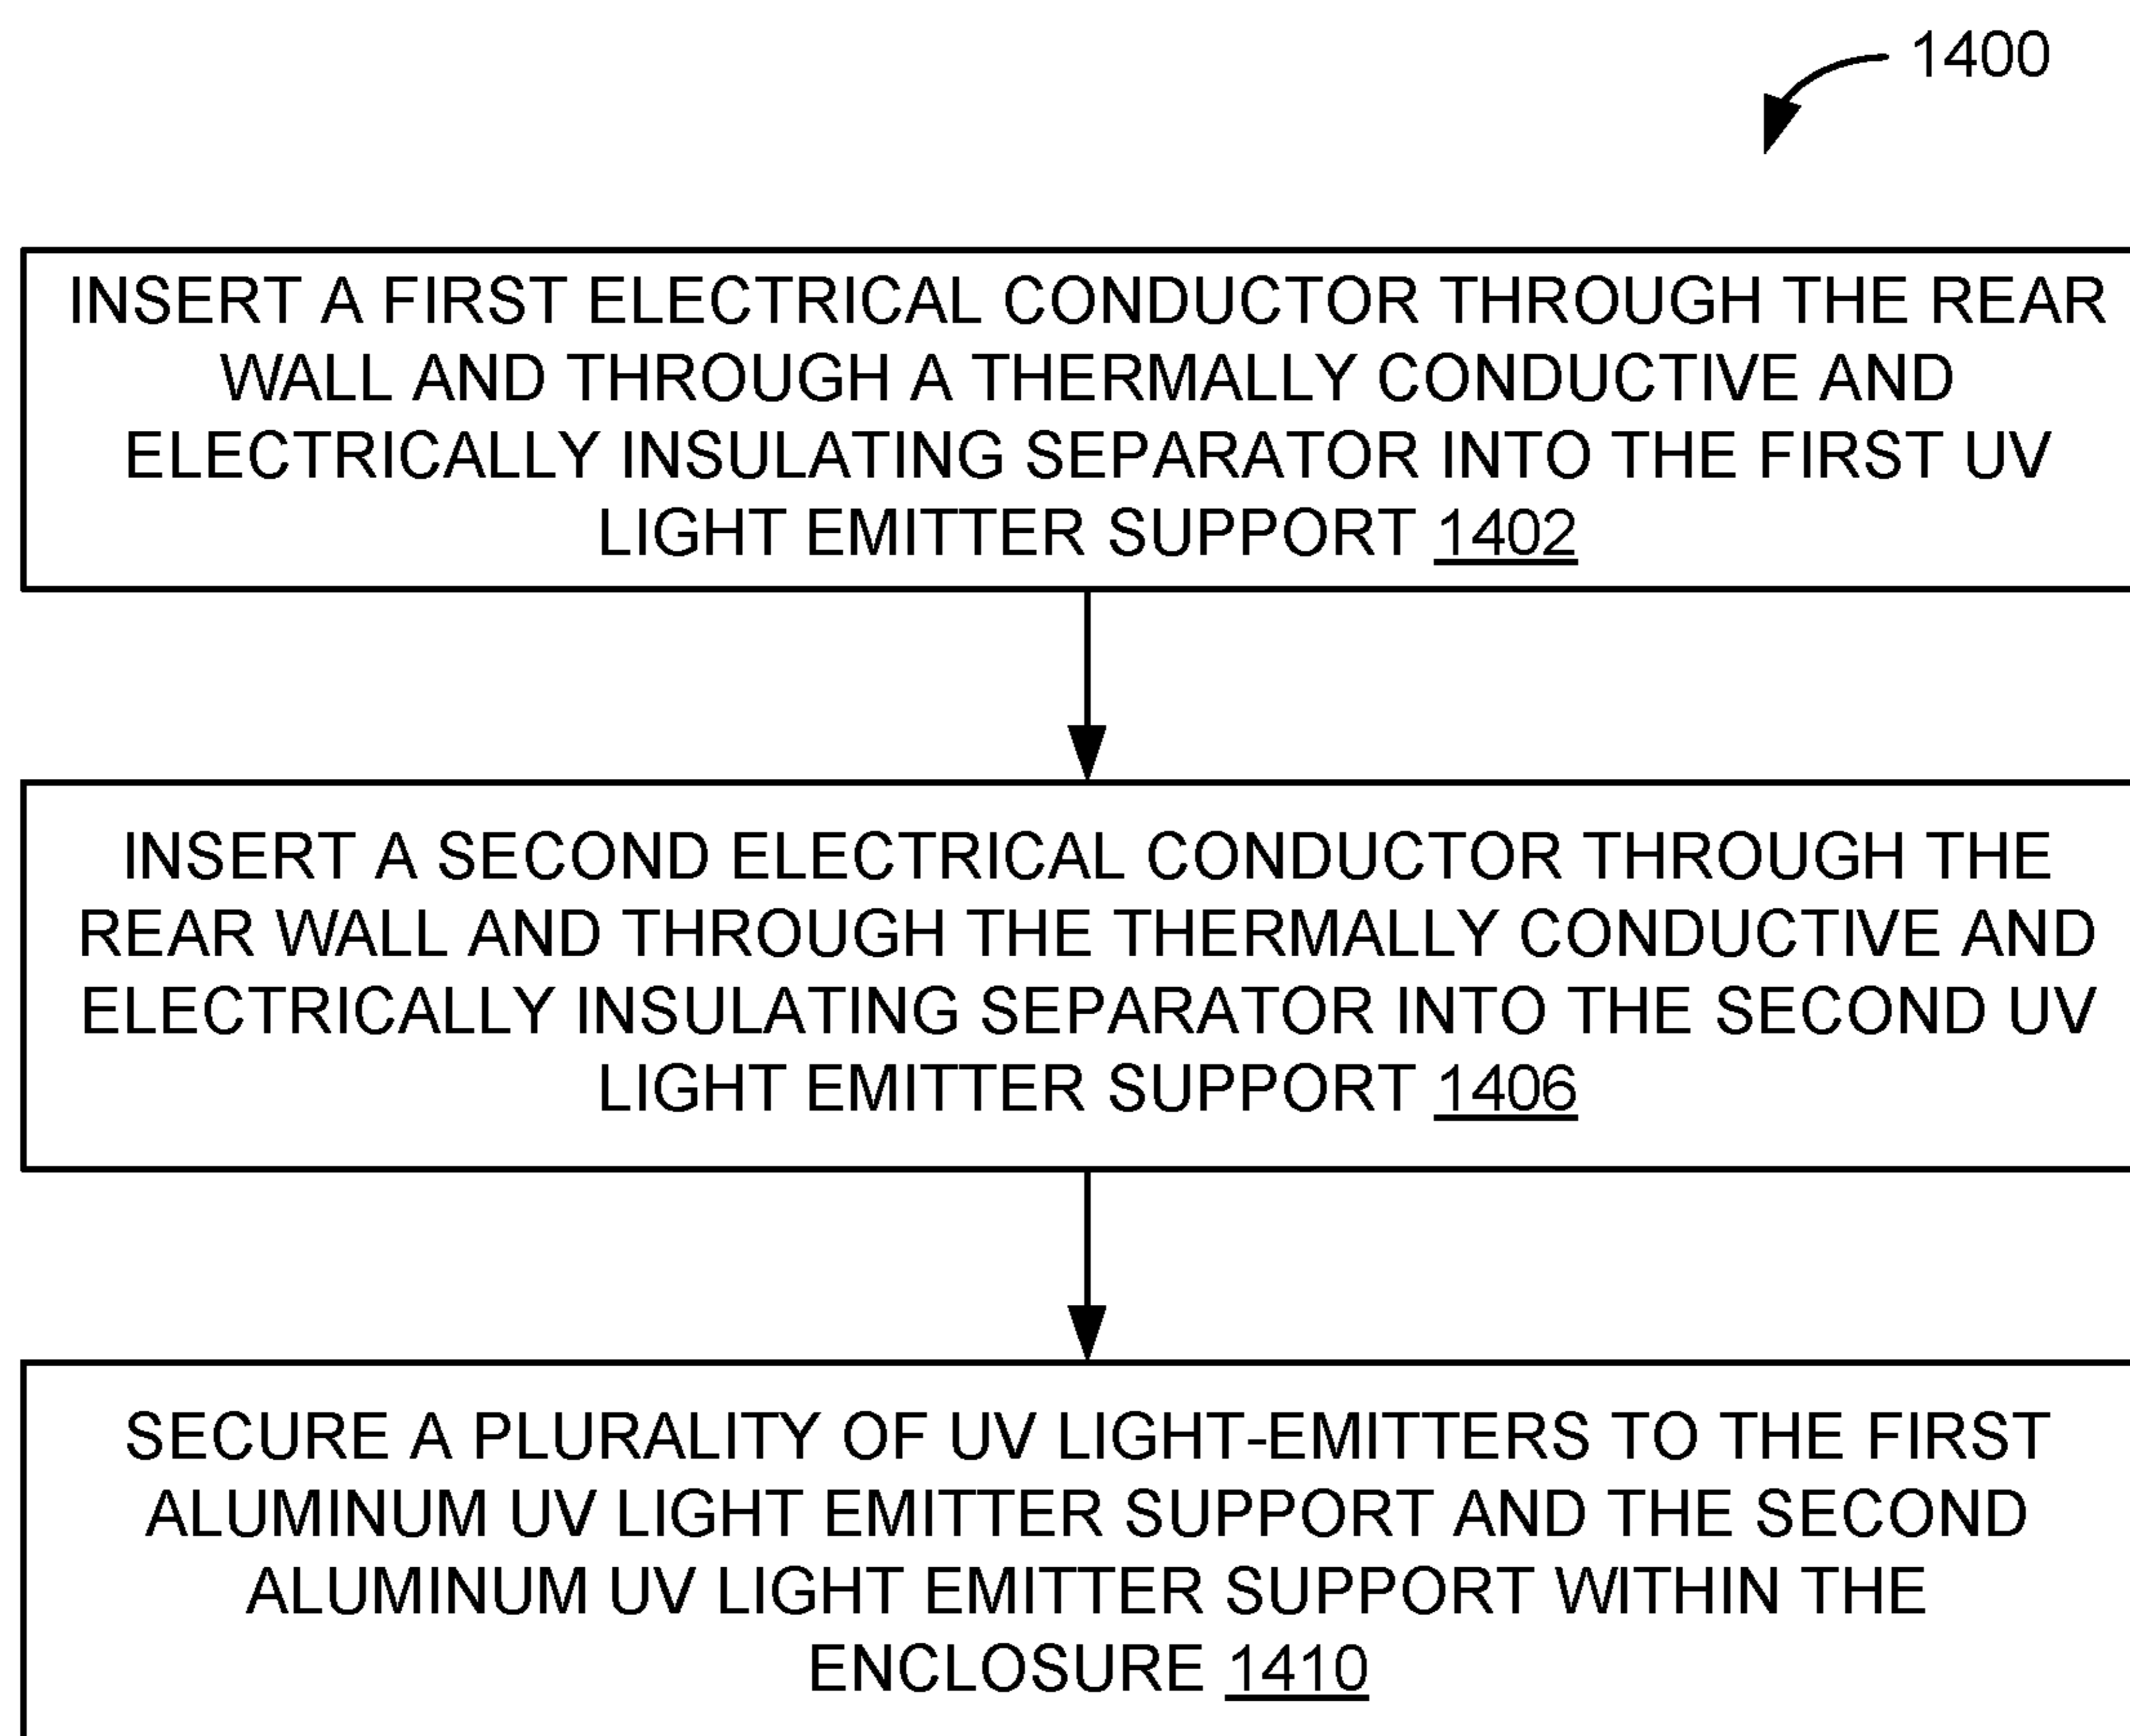 1400
INSERT A FIRST ELECTRICAL CONDUCTOR THROUGH THE REAR
WALL AND THROUGH A THERMALLY CONDUCTIVE AND
ELECTRICALLY INSULATING SEPARATOR INTO THE FIRST UV
LIGHT EMITTER SUPPORT 1402
INSERT A SECOND ELECTRICAL CONDUCTOR THROUGH THE
REAR WALL AND THROUGH THE THERMALLY CONDUCTIVE AND
ELECTRICALLY INSULATING SEPARATOR INTO THE SECOND UV
LIGHT EMITTER SUPPORT 1406
SECURE A PLURALITY OF UV LIGHT-EMITTERS TO THE FIRST
ALUMINUM UV LIGHT EMITTER SUPPORT AND THE SECOND
ALUMINUM UV LIGHT EMITTER SUPPORT WITHIN THE
ENCLOSURE 1410